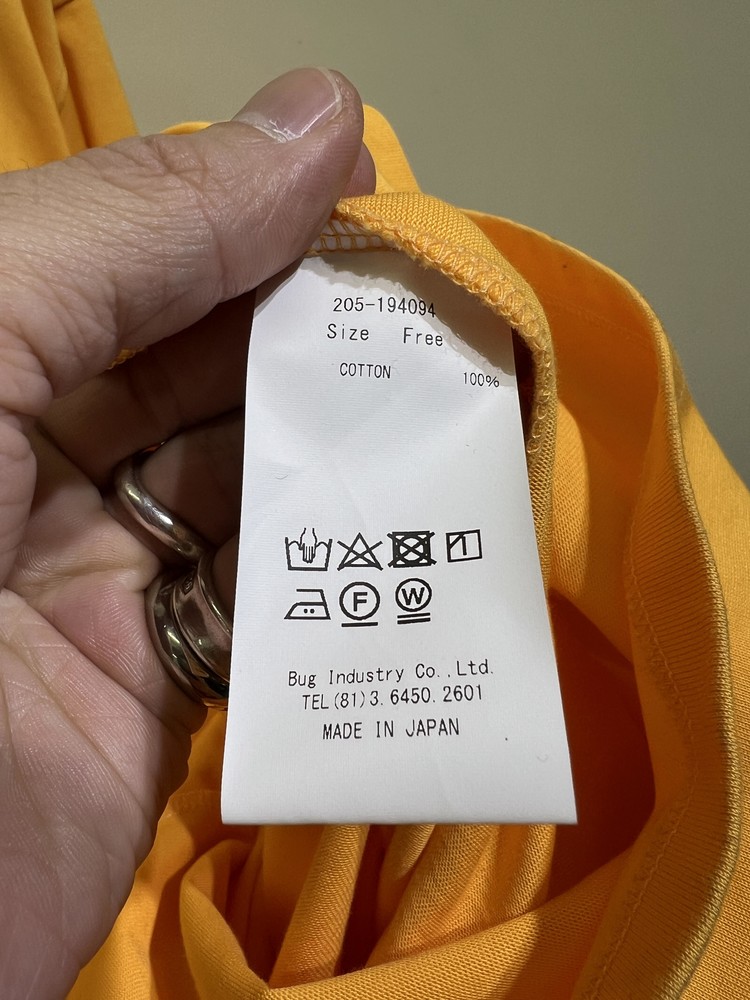 205-194094
Size Free
COTTON 100%
F W
Bug Industry Co.,Ltd.
TEL(81)3.6450.2601
MADE IN JAPAN